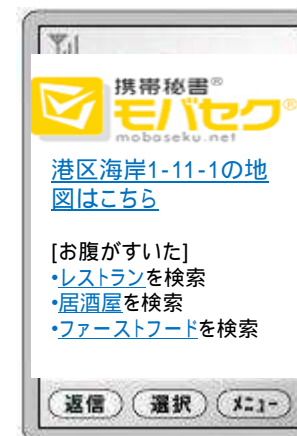 携帯秘書®
モバセク®
mobaseku.net
港区海岸1-11-1の地
図はこちら
[お腹がすいた]
•レストランを検索
•居酒屋を検索
•ファーストフードを検索
返信 選択 ﾒﾆｭｰ